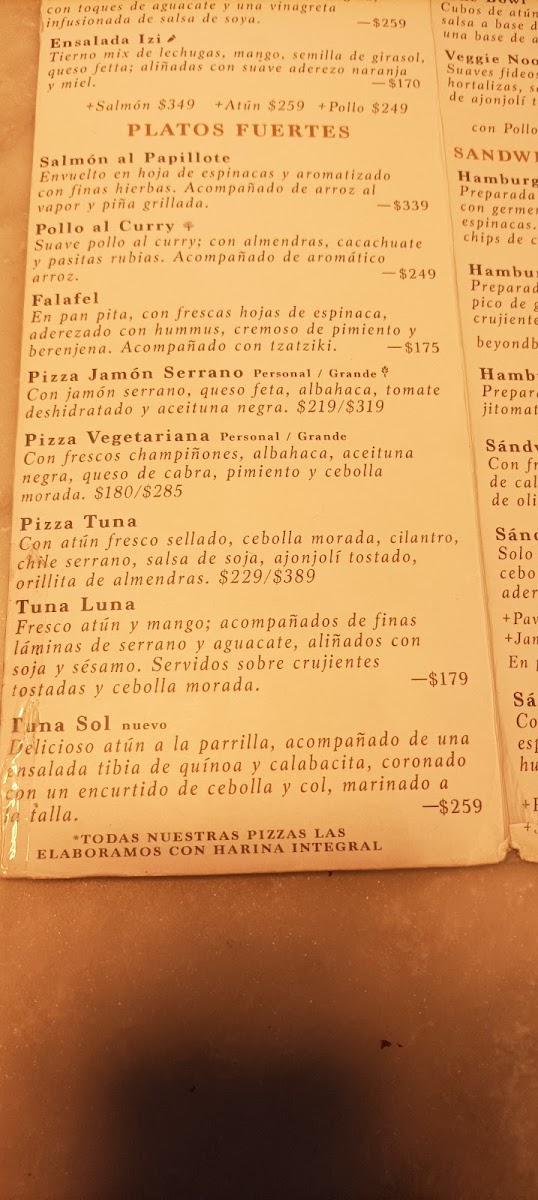 con toques de aguacate y una vinagreta
infusionada de salsa de soya. —$259
Ensalada Izi
Tierno mix de lechugas, mango, semilla de girasol,
queso fetta; aliñadas con suave aderezo naranja
y miel. —$170
+Salmón $349 +Atún $259 +Pollo $249
PLATOS FUERTES
Salmón al Papillote
Envuelto en hoja de espinacas y aromatizado
con finas hierbas. Acompañado de arroz al
vapor y piña grillada. —$339
Pollo al Curry
Suave pollo al curry; con almendras, cacachuate
y pasitas rubias. Acompañado de aromático
arroz. —$249
Falafel
En pan pita, con frescas hojas de espinaca,
aderezado con hummus, cremoso de pimiento y
berenjena. Acompañado con tzatziki. —$175
Pizza Jamón Serrano Personal / Grande
Con jamón serrano, queso feta, albahaca, tomate
deshidratado y aceituna negra. $219/$319
Pizza Vegetariana Personal / Grande
Con frescos champiñones, albahaca, aceituna
negra, queso de cabra, pimiento y cebolla
morada. $180/$285
Pizza Tuna
Con atún fresco sellado, cebolla morada, cilantro,
chile serrano, salsa de soja, ajonjolí tostado,
orillita de almendras. $229/$389
Tuna Luna
Fresco atún y mango; acompañados de finas
láminas de serrano y aguacate, aliñados con
soja y sésamo. Servidos sobre crujientes
tostadas y cebolla morada. —$179
Tuna Sol nuevo
Delicioso atún a la parrilla, acompañado de una
ensalada tibia de quínoa y calabacita, coronado
con un encurtido de cebolla y col, marinado a
la talla. —$259
*TODAS NUESTRAS PIZZAS LAS
ELABORAMOS CON HARINA INTEGRAL
Cubos de atún
salsa a base d
una base de a
Veggie Noo
Suaves fideos
hortalizas, s
de ajonjolí t
con Pollo
SANDWI
Hamburg
Preparada
con germe
espinacas.
chips de c
Hambu
Preparad
pico de g
crujiente
beyondb
Hamb
Prepar
jitomat
Sándw
Con fr
de cal
de oli
Sánd
Solo
cebo
ader
+Pav
+Jam
En p
Sá
Co
esp
hu